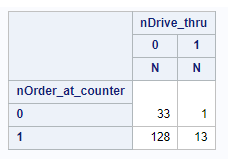 nDrive_thru
0 1
N N
nOrder_at_counter
0 33 1
1 128 13